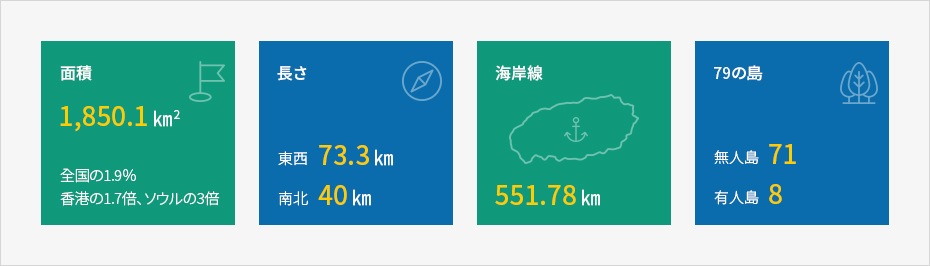 面積
1,850.1 ㎞²
全国の1.9%
香港の1.7倍、ソウルの3倍
長さ
東西 73.3 ㎞
南北 40 ㎞
海岸線
551.78 ㎞
79の島
無人島 71
有人島 8